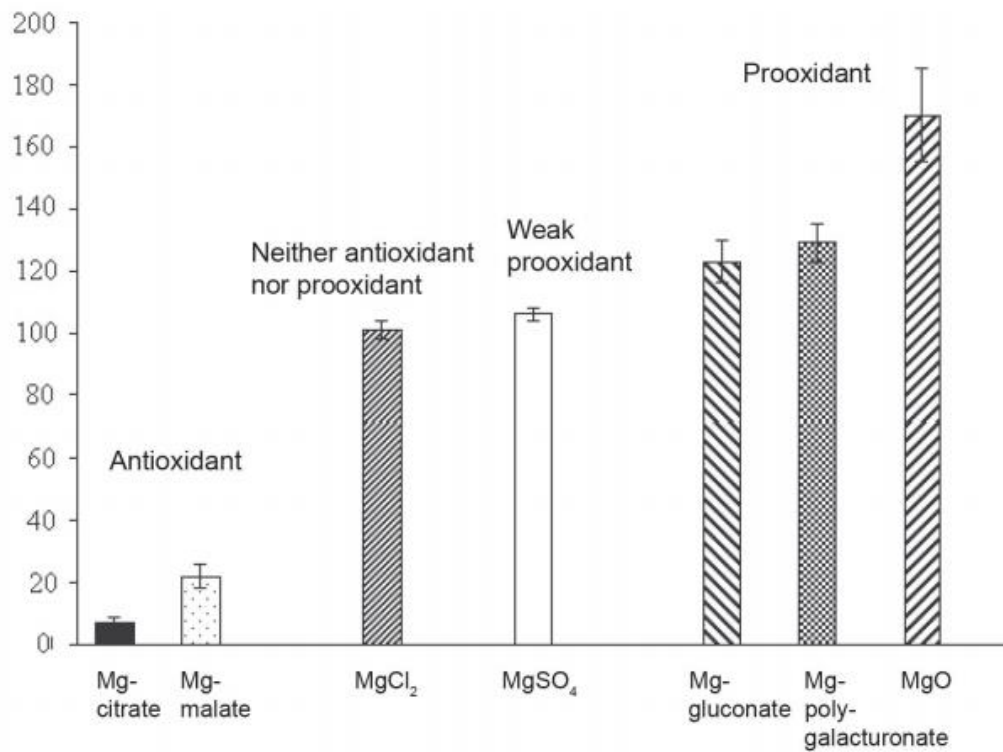 200
180
160
140
120
100
80
60
40
20
0
Prooxidant
Weak
prooxidant
Neither antioxidant
nor prooxidant
Antioxidant
Mg-
citrate
Mg-
malate
MgCl₂
MgSO₄
Mg-
gluconate
Mg-
poly-
galacturonate
MgO